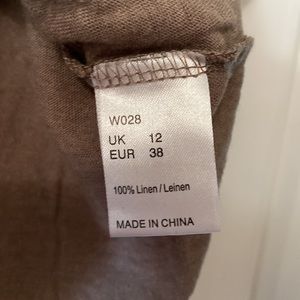 W028
UK 12
EUR 38
100% Linen / Leinen
MADE IN CHINA